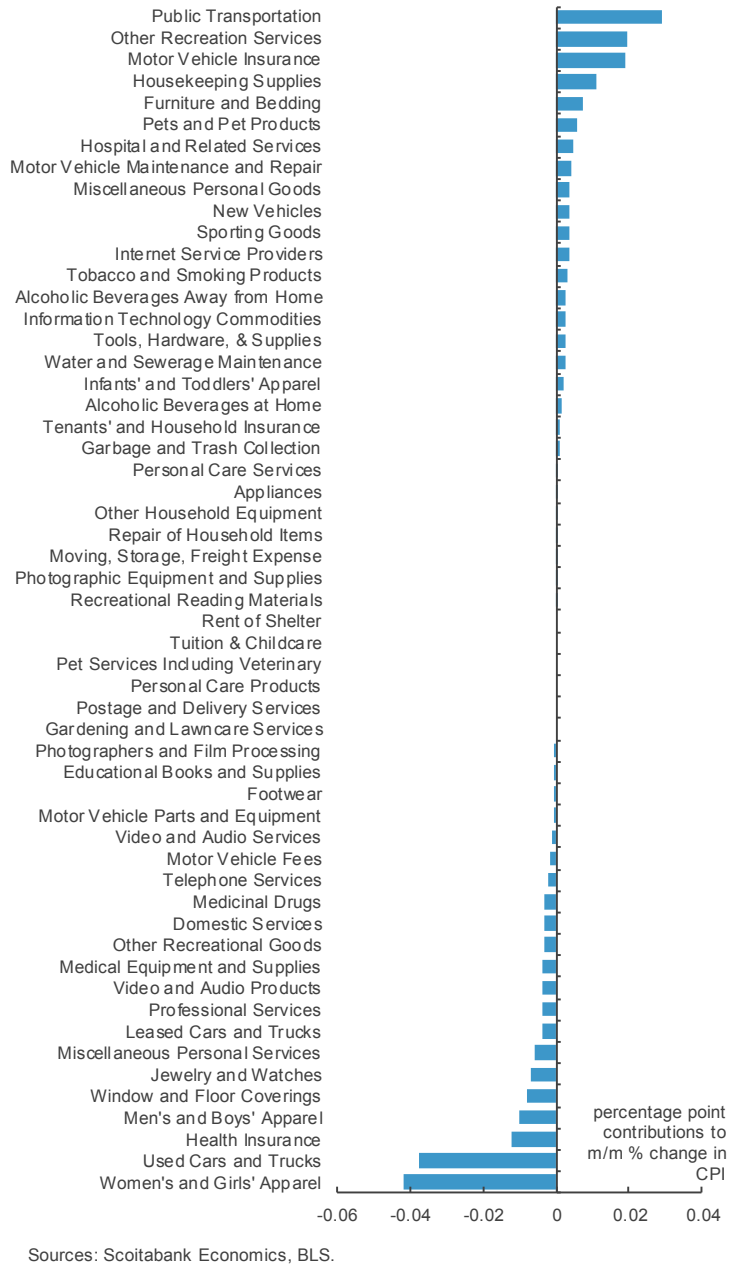 Public Transportation
Other Recreation Services
Motor Vehicle Insurance
Housekeeping Supplies
Furniture and Bedding
Pets and Pet Products
Hospital and Related Services
Motor Vehicle Maintenance and Repair
Miscellaneous Personal Goods
New Vehicles
Sporting Goods
Internet Service Providers
Tobacco and Smoking Products
Alcoholic Beverages Away from Home
Information Technology Commodities
Tools, Hardware, & Supplies
Water and Sewerage Maintenance
Infants' and Toddlers' Apparel
Alcoholic Beverages at Home
Tenants' and Household Insurance
Garbage and Trash Collection
Personal Care Services
Appliances
Other Household Equipment
Repair of Household Items
Moving, Storage, Freight Expense
Photographic Equipment and Supplies
Recreational Reading Materials
Rent of Shelter
Tuition & Childcare
Pet Services Including Veterinary
Personal Care Products
Postage and Delivery Services
Gardening and Lawncare Services
Photographers and Film Processing
Educational Books and Supplies
Footwear
Motor Vehicle Parts and Equipment
Video and Audio Services
Motor Vehicle Fees
Telephone Services
Medicinal Drugs
Domestic Services
Other Recreational Goods
Medical Equipment and Supplies
Video and Audio Products
Professional Services
Leased Cars and Trucks
Miscellaneous Personal Services
Jewelry and Watches
Window and Floor Coverings
Men's and Boys' Apparel
Health Insurance
Used Cars and Trucks
Women's and Girls' Apparel
percentage point
contributions to
m/m % change in
CPI
-0.06 -0.04 -0.02 0 0.02 0.04
Sources: Scoitabank Economics, BLS.